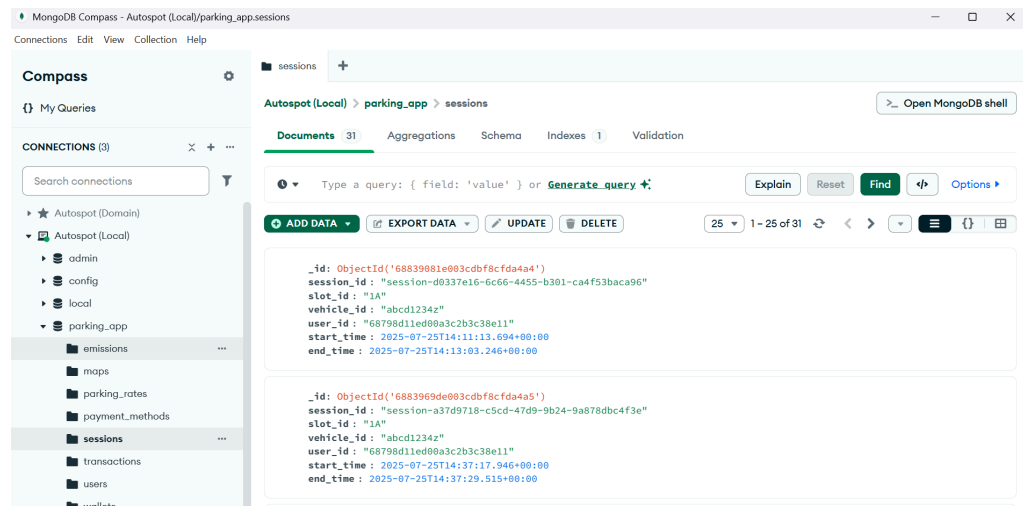 MongoDB Compass - Autospot (Local)/parking_app.sessions
Connections Edit View Collection Help
Compass
{} My Queries
CONNECTIONS (3)
Search connections
Autospot (Domain)
Autospot (Local)
admin
config
local
parking_app
emissions
maps
parking_rates
payment_methods
sessions
transactions
users
wallets
sessions
Autospot (Local) > parking_app > sessions
>_ Open MongoDB shell
Documents 31 Aggregations Schema Indexes 1 Validation
Type a query: { field: 'value' } or Generate query
Explain Reset Find </> Options
ADD DATA EXPORT DATA UPDATE DELETE
25 1 – 25 of 31 {}
_id: ObjectId('68839081e003cdbf8cfda4a4')
session_id : "session-d0337e16-6c66-4455-b301-ca4f53baca96"
slot_id : "1A"
vehicle_id : "abcd1234z"
user_id : "68798d11ed00a3c2b3c38e11"
start_time : 2025-07-25T14:11:13.694+00:00
end_time : 2025-07-25T14:13:03.246+00:00
_id: ObjectId('6883969de003cdbf8cfda4a5')
session_id : "session-a37d9718-c5cd-47d9-9b24-9a878dbc4f3e"
slot_id : "1A"
vehicle_id : "abcd1234z"
user_id : "68798d11ed00a3c2b3c38e11"
start_time : 2025-07-25T14:37:17.946+00:00
end_time : 2025-07-25T14:37:29.515+00:00